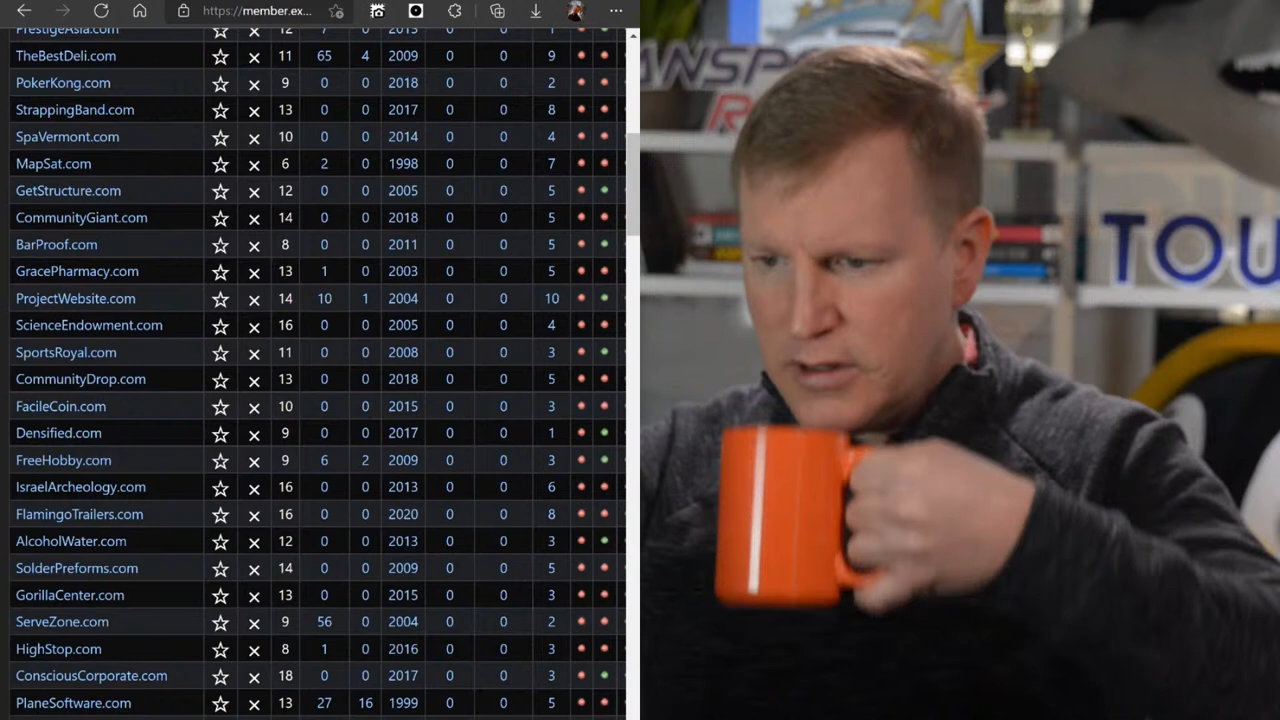 https://member.ex...
PrestigeAsia.com 12 7 0 2013 0 0 1
TheBestDeli.com 11 65 4 2009 0 0 9
PokerKong.com 9 0 0 2018 0 0 2
StrappingBand.com 13 0 0 2017 0 0 8
SpaVermont.com 10 0 0 2014 0 0 4
MapSat.com 6 2 0 1998 0 0 7
GetStructure.com 12 0 0 2005 0 0 5
CommunityGiant.com 14 0 0 2018 0 0 5
BarProof.com 8 0 0 2011 0 0 5
GracePharmacy.com 13 1 0 2003 0 0 5
ProjectWebsite.com 14 10 1 2004 0 0 10
ScienceEndowment.com 16 0 0 2005 0 0 4
SportsRoyal.com 11 0 0 2008 0 0 3
CommunityDrop.com 13 0 0 2018 0 0 5
FacileCoin.com 10 0 0 2015 0 0 3
Densified.com 9 0 0 2017 0 0 1
FreeHobby.com 9 6 2 2009 0 0 3
IsraelArcheology.com 16 0 0 2013 0 0 6
FlamingoTrailers.com 16 0 0 2020 0 0 8
AlcoholWater.com 12 0 0 2013 0 0 3
SolderPreforms.com 14 0 0 2009 0 0 5
GorillaCenter.com 13 0 0 2015 0 0 3
ServeZone.com 9 56 0 2004 0 0 2
HighStop.com 8 1 0 2016 0 0 3
ConsciousCorporate.com 18 0 0 2017 0 0 3
PlaneSoftware.com 13 27 16 1999 0 0 5
ANSPO
R
TOU